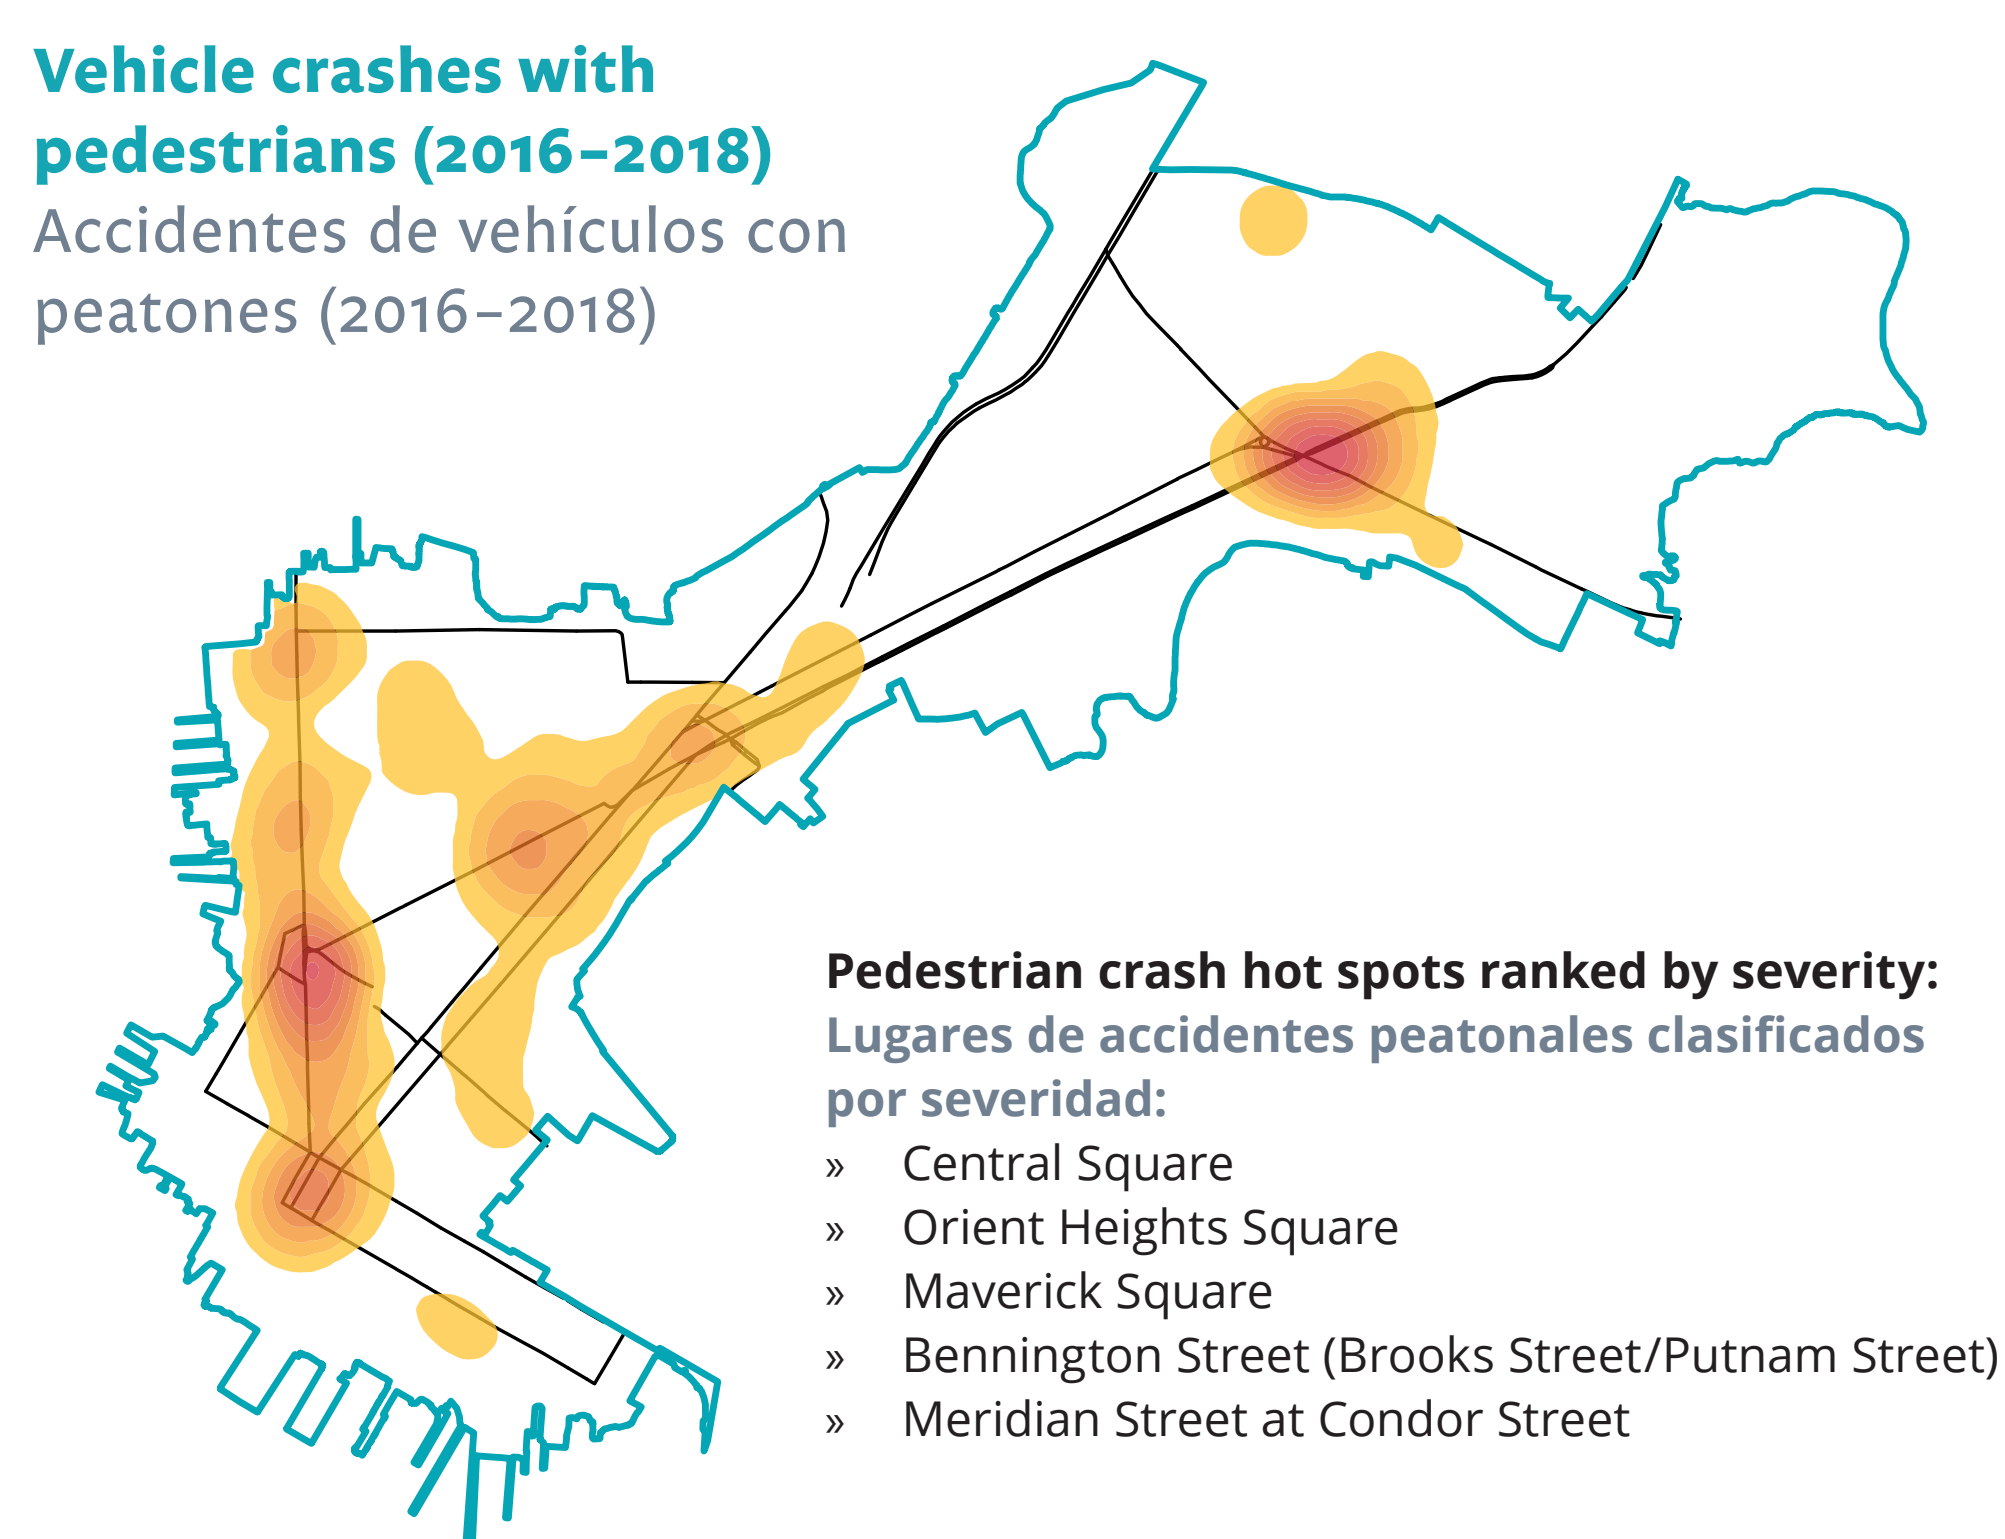 Vehicle crashes with
pedestrians (2016–2018)
Accidentes de vehículos con
peatones (2016–2018)
Pedestrian crash hot spots ranked by severity:
Lugares de accidentes peatonales clasificados
por severidad:
» Central Square
» Orient Heights Square
» Maverick Square
» Bennington Street (Brooks Street/Putnam Street)
» Meridian Street at Condor Street